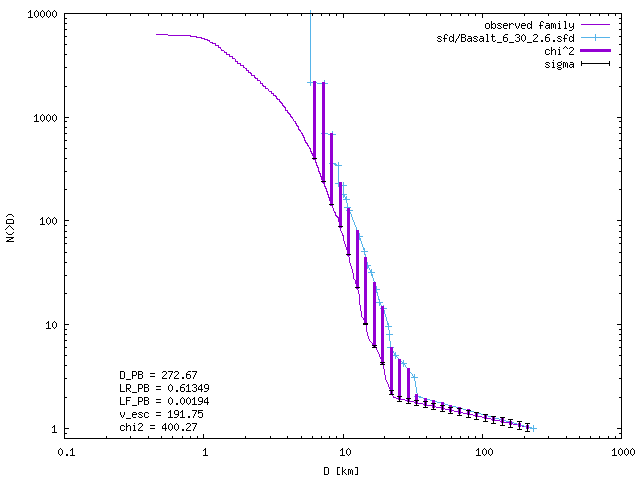 10000
1000
100
10
1
N(>D)
observed family
sfd/Basalt_6_30_2.6.sfd
chi^2
sigma
D_PB = 272.67
LR_PB = 0.61349
LF_PB = 0.00194
v_esc = 191.75
chi2 = 400.27
0.1 1 10 100 1000
D [km]